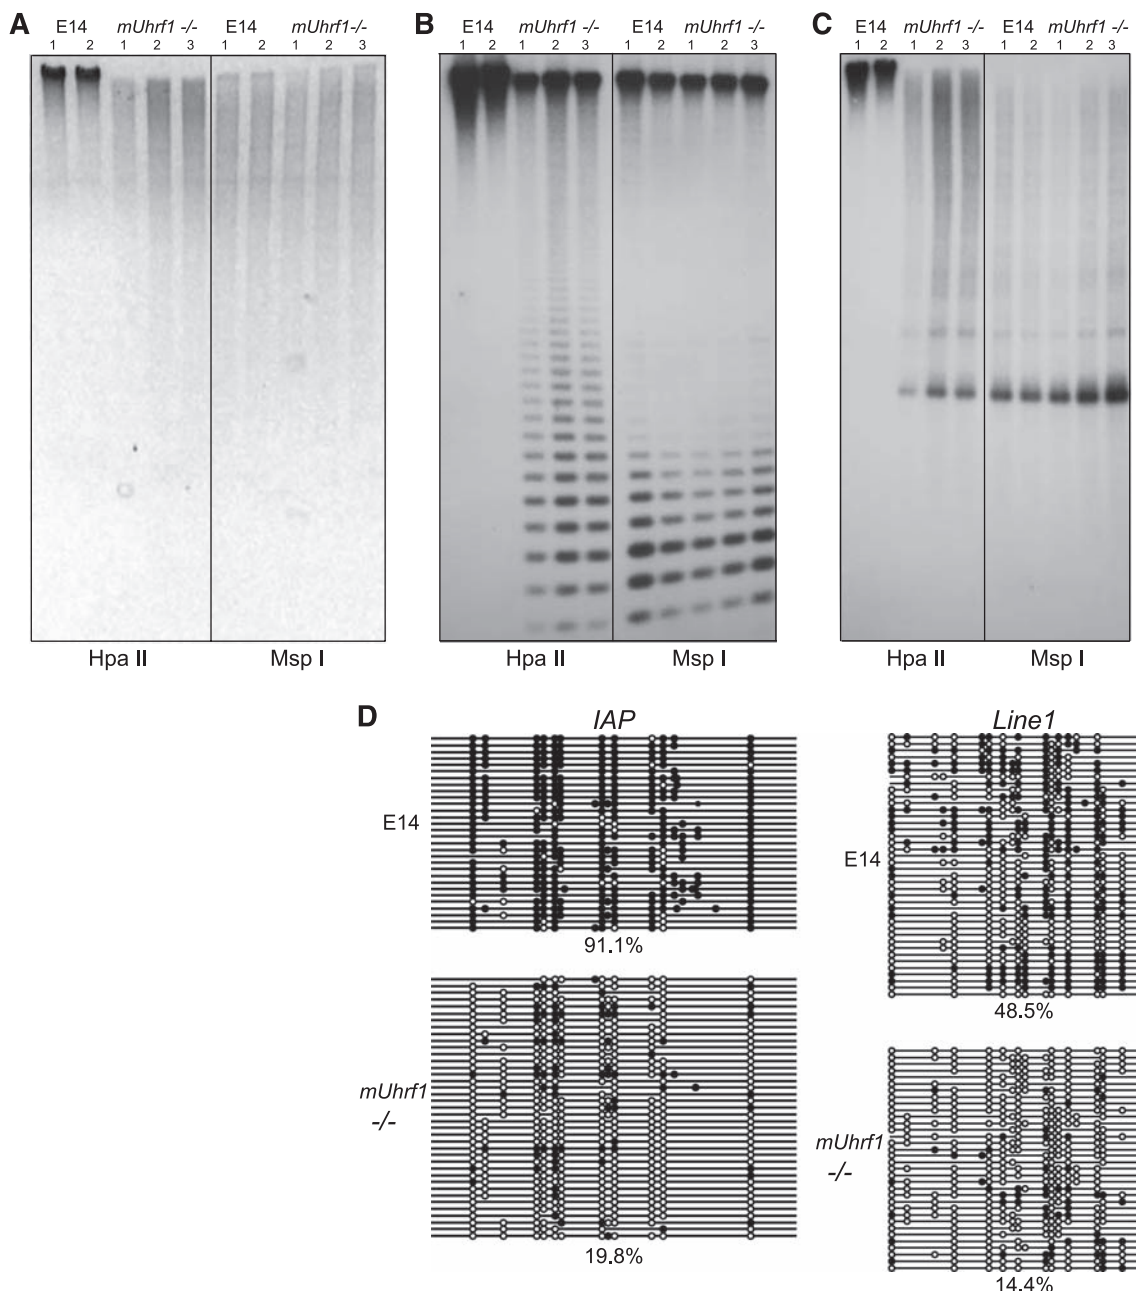 A
E14 mUhrf1 -/- E14 mUhrf1-/-
1 2 1 2 3 1 2 1 2 3
Hpa II Msp I
B
E14 mUhrf1 -/- E14 mUhrf1 -/-
1 2 1 2 3 1 2 1 2 3
Hpa II Msp I
C
E14 mUhrf1 -/- E14 mUhrf1 -/-
1 2 1 2 3 1 2 1 2 3
Hpa II Msp I
D
IAP
E14
91.1%
mUhrf1
-/-
19.8%
Line1
E14
48.5%
mUhrf1
-/-
14.4%